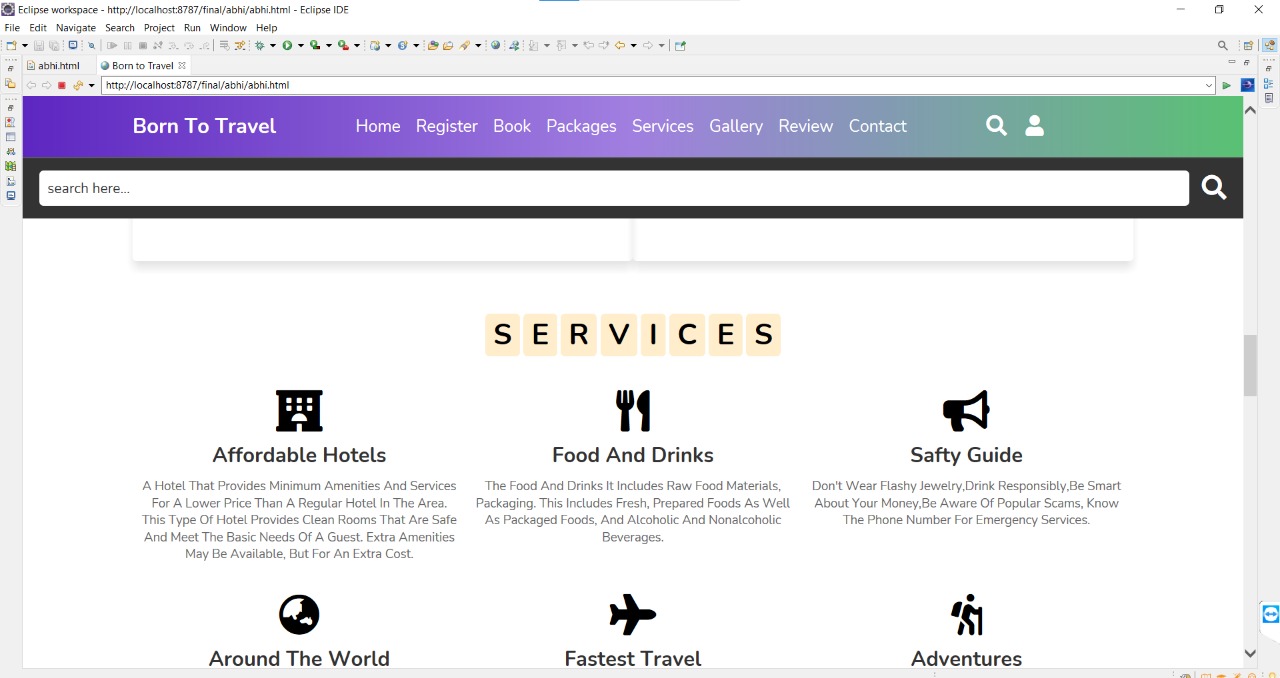 Eclipse workspace - http://localhost:8787/final/abhi/abhi.html - Eclipse IDE
File Edit Navigate Search Project Run Window Help
abhi.html Born to Travel
http://localhost:8787/final/abhi/abhi.html
Born To Travel Home Register Book Packages Services Gallery Review Contact
search here...
SERVICES
Affordable Hotels
A Hotel That Provides Minimum Amenities And Services
For A Lower Price Than A Regular Hotel In The Area.
This Type Of Hotel Provides Clean Rooms That Are Safe
And Meet The Basic Needs Of A Guest. Extra Amenities
May Be Available, But For An Extra Cost.
Food And Drinks
The Food And Drinks It Includes Raw Food Materials,
Packaging. This Includes Fresh, Prepared Foods As Well
As Packaged Foods, And Alcoholic And Nonalcoholic
Beverages.
Safty Guide
Don't Wear Flashy Jewelry,Drink Responsibly,Be Smart
About Your Money,Be Aware Of Popular Scams, Know
The Phone Number For Emergency Services.
Around The World
Fastest Travel
Adventures